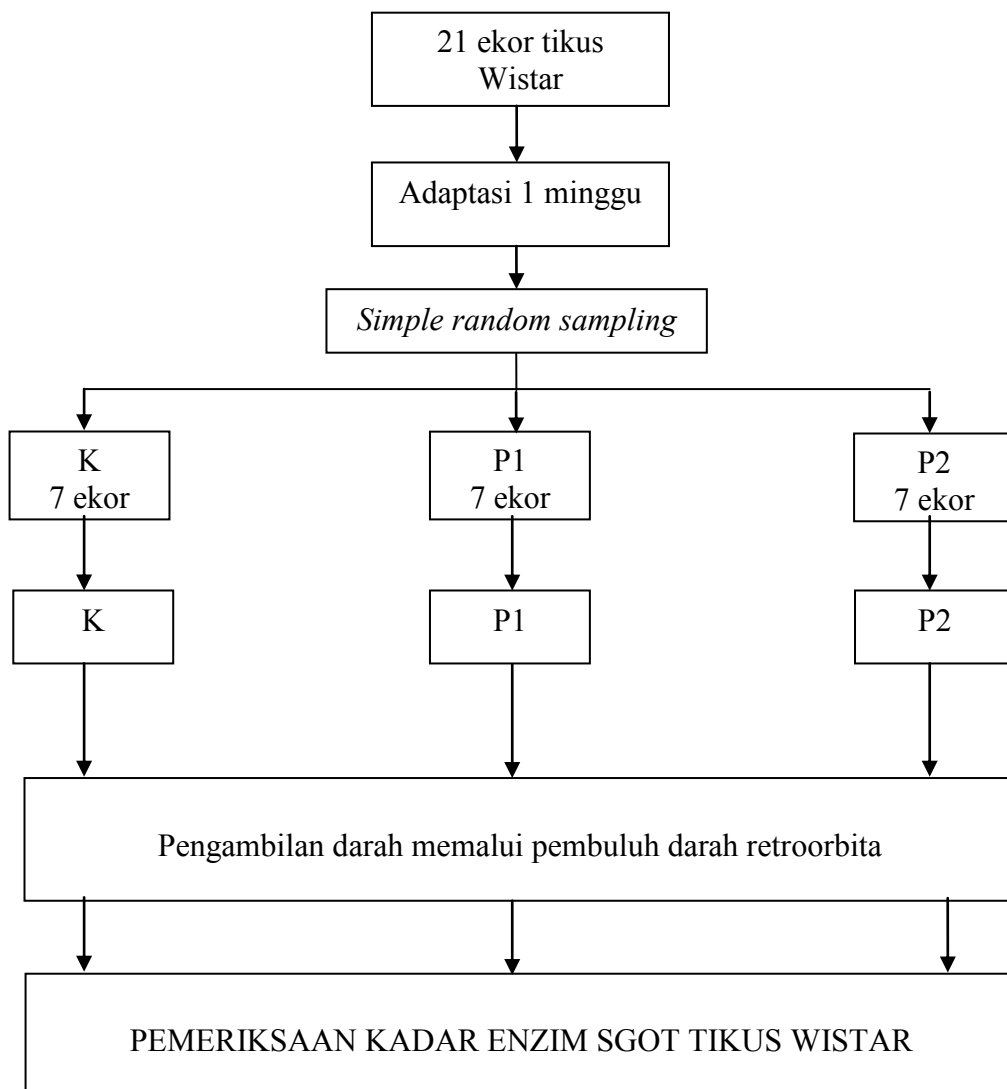 21 ekor tikus
Wistar
Adaptasi 1 minggu
Simple random sampling
K
7 ekor
P1
7 ekor
P2
7 ekor
K
P1
P2
Pengambilan darah memalui pembuluh darah retroorbita
PEMERIKSAAN KADAR ENZIM SGOT TIKUS WISTAR